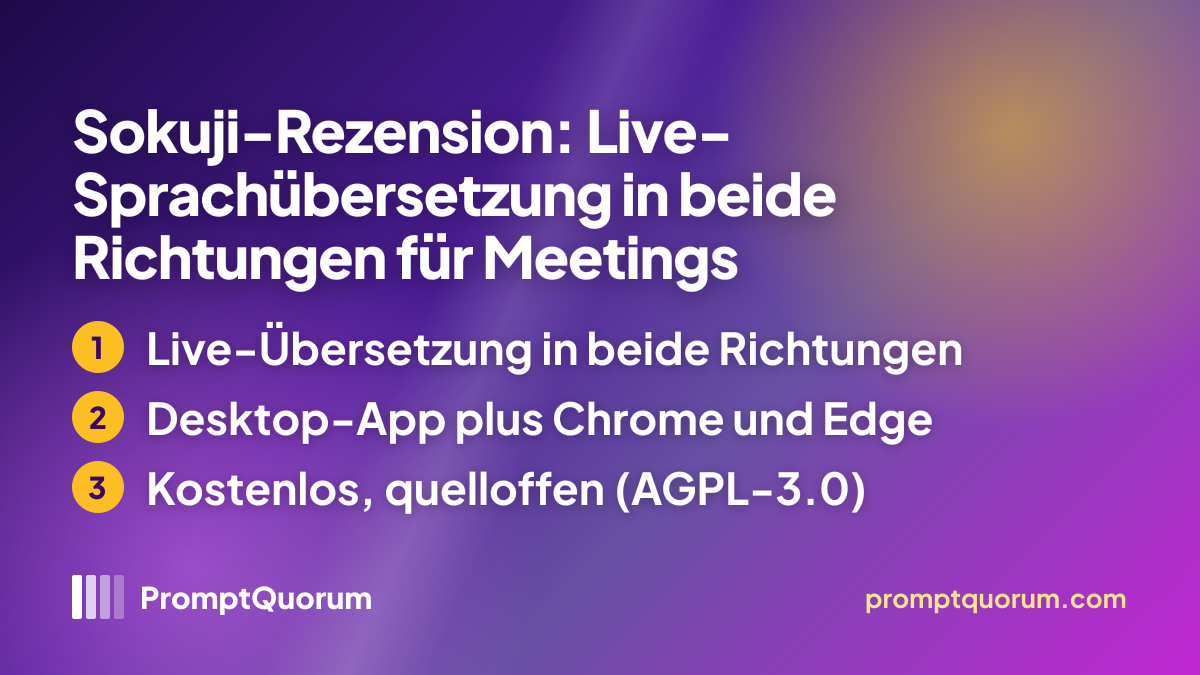 Sokuji-Rezension: Live-
Sprachübersetzung in beide
Richtungen für Meetings
1 Live-Übersetzung in beide Richtungen
2 Desktop-App plus Chrome und Edge
3 Kostenlos, quelloffen (AGPL-3.0)
PromptQuorum
promptquorum.com